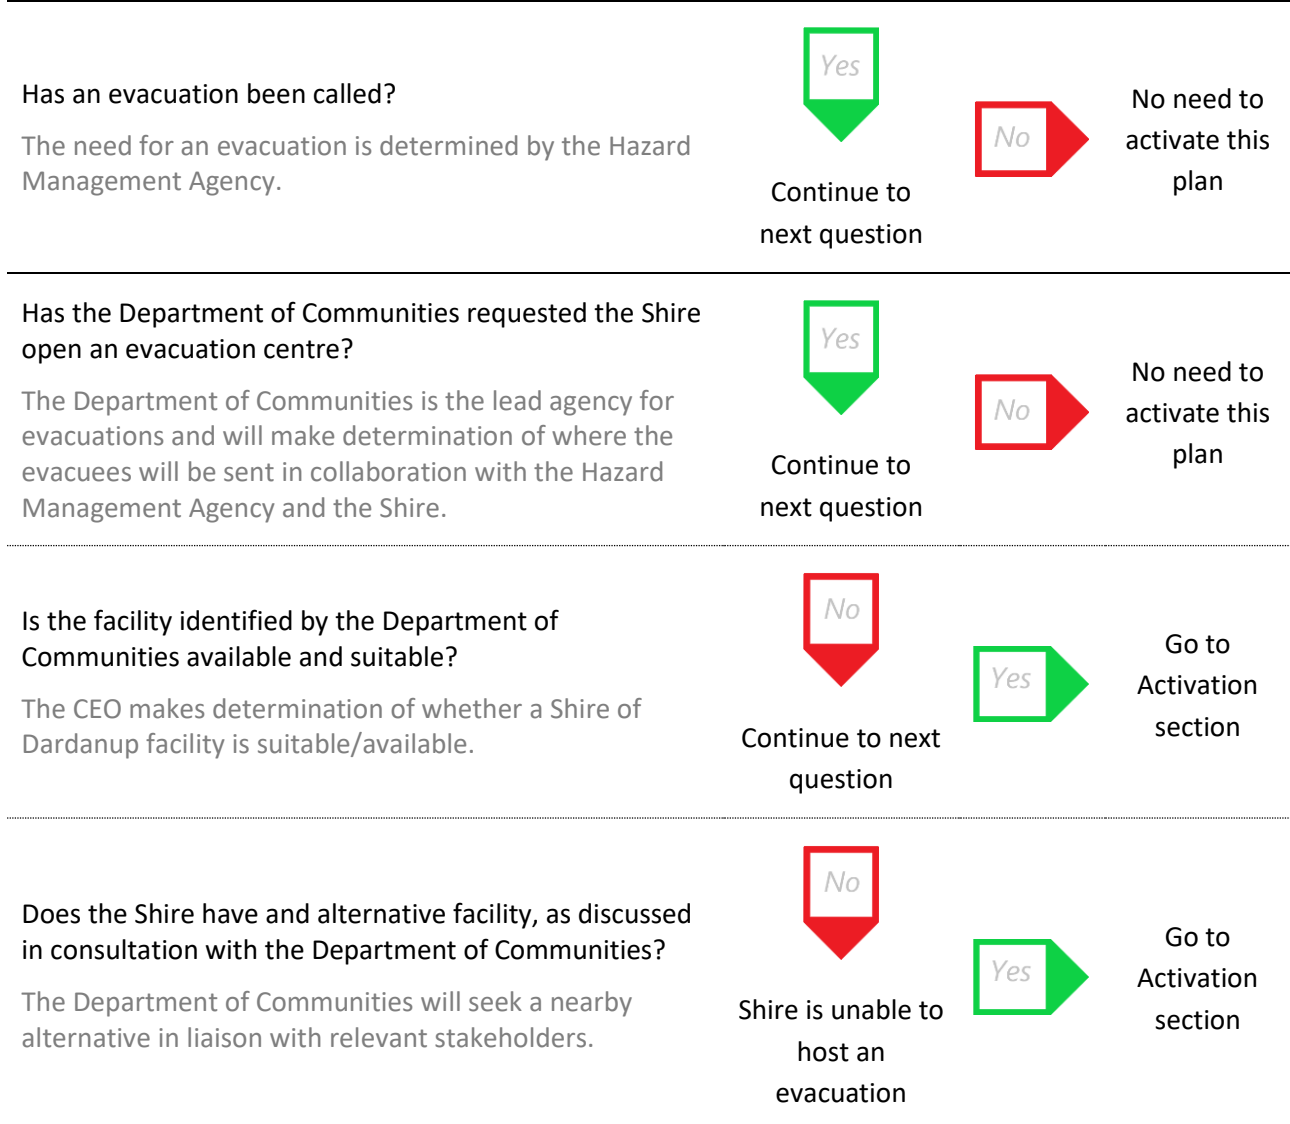 Has an evacuation been called?
The need for an evacuation is determined by the Hazard
Management Agency.
Yes
Continue to
next question
No
No need to
activate this
plan
Has the Department of Communities requested the Shire
open an evacuation centre?
The Department of Communities is the lead agency for
evacuations and will make determination of where the
evacuees will be sent in collaboration with the Hazard
Management Agency and the Shire.
Yes
Continue to
next question
No
No need to
activate this
plan
Is the facility identified by the Department of
Communities available and suitable?
The CEO makes determination of whether a Shire of
Dardanup facility is suitable/available.
No
Continue to next
question
Yes
Go to
Activation
section
Does the Shire have and alternative facility, as discussed
in consultation with the Department of Communities?
The Department of Communities will seek a nearby
alternative in liaison with relevant stakeholders.
No
Shire is unable to
host an
evacuation
Yes
Go to
Activation
section